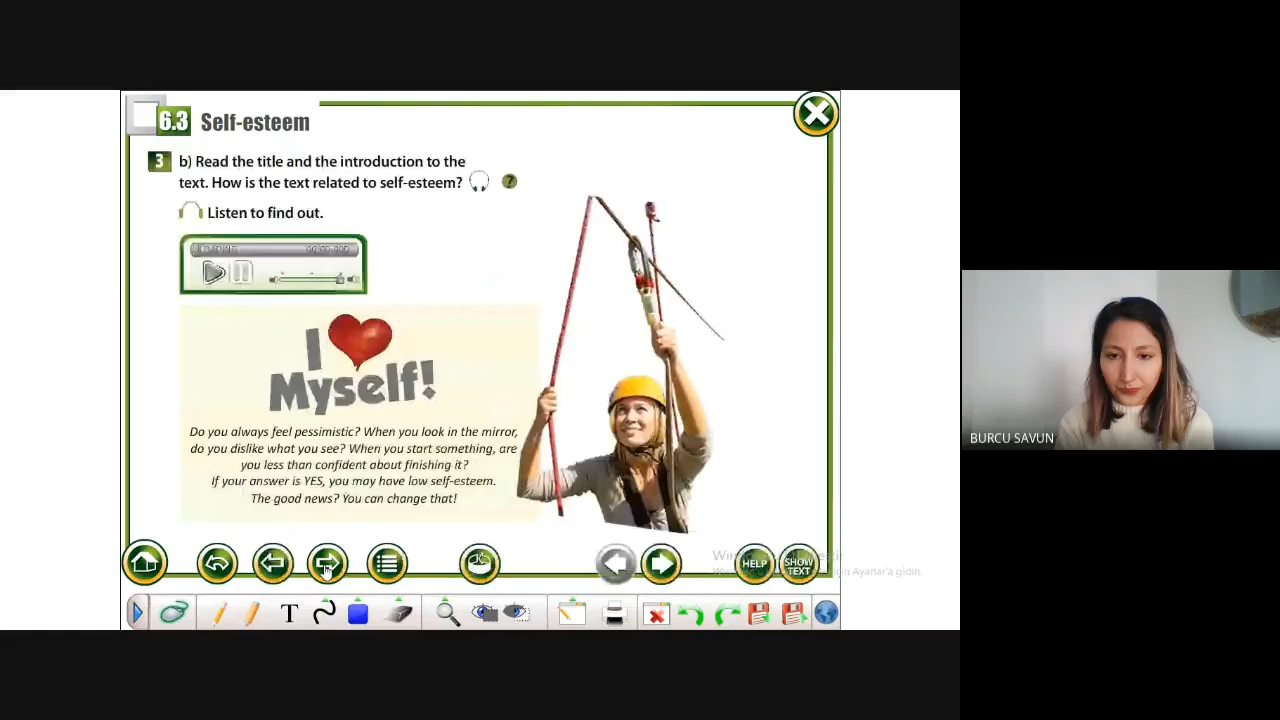 6.3 Self-esteem
3 b) Read the title and the introduction to the
text. How is the text related to self-esteem? ?
Listen to find out.
LOADING
I
Myself!
Do you always feel pessimistic? When you look in the mirror,
do you dislike what you see? When you start something, are
you less than confident about finishing it?
If your answer is YES, you may have low self-esteem.
The good news? You can change that!
HELP
SHOW
TEXT
T
BURCU SAVUN